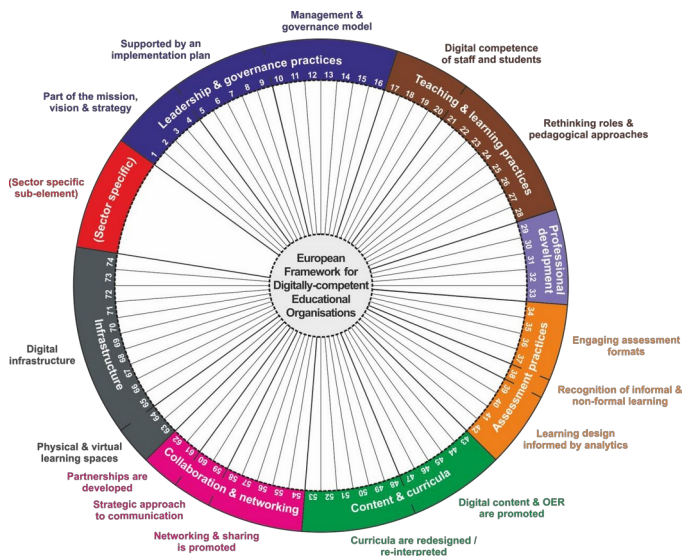 Management &
governance model
Supported by an
implementation plan
Digital competence
of staff and students
Part of the mission,
vision & strategy
Rethinking roles &
pedagogical approaches
(Sector specific
sub-element)
Leadership & governance practices
Teaching & learning practices
Professional
develpment
Assessment practices
Content & curricula
Collaboration & networking
Infrastructure
(Sector specific)
1 2 3 4 5 6 7 8 9 10 11 12 13 14 15 16
17 18 19 20 21 22 23 24 25 26 27 28
29 30 31 32 33
34 35 36 37 38 39 40 41 42
43 44 45 46 47 48 49 50 51 52 53
54 55 56 57 58 59 60 61 62
63 64 65 66 67 68 69 70 71 72 73 74
European
Framework for
Digitally-competent
Educational
Organisations
Engaging assessment
formats
Recognition of informal &
non-formal learning
Learning design
informed by analytics
Digital content & OER
are promoted
Curricula are redesigned /
re-interpreted
Networking & sharing
is promoted
Strategic approach
to communication
Partnerships are
developed
Physical & virtual
learning spaces
Digital
infrastructure